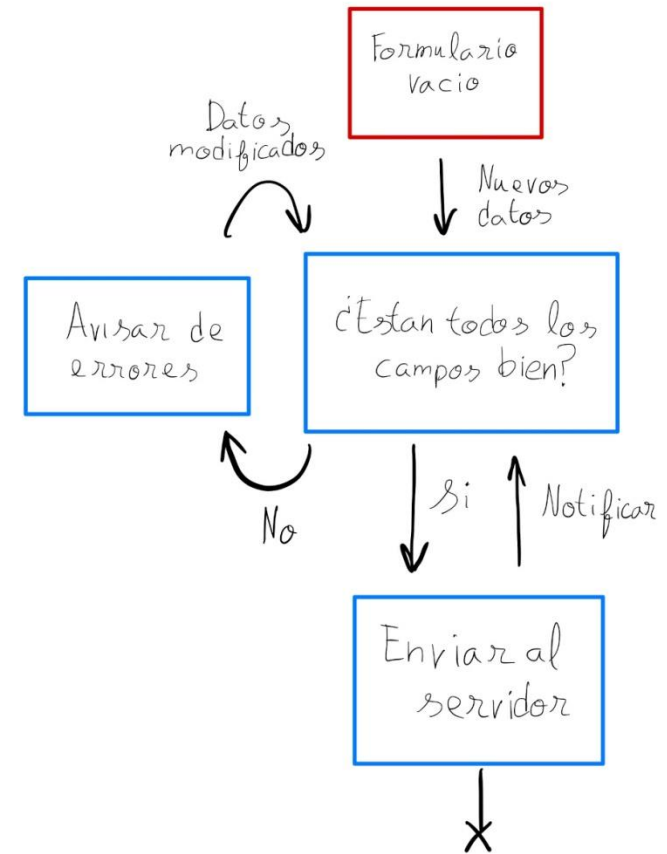 Formulario
vacio
Datos
modificados
Nuevos
datos
Avisar de
errores
¿Estan todos los
campos bien?
No
Si
Notificar
Enviar al
servidor